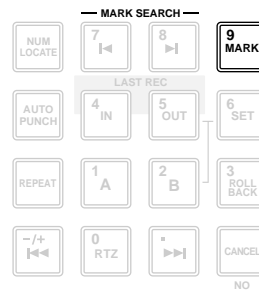 MARK SEARCH
NUM LOCATE
7
8
9 MARK
LAST REC
AUTO PUNCH
4 IN
5 OUT
6 SET
REPEAT
1 A
2 B
3 ROLL BACK
−/+
0 RTZ
.
CANCEL
NO